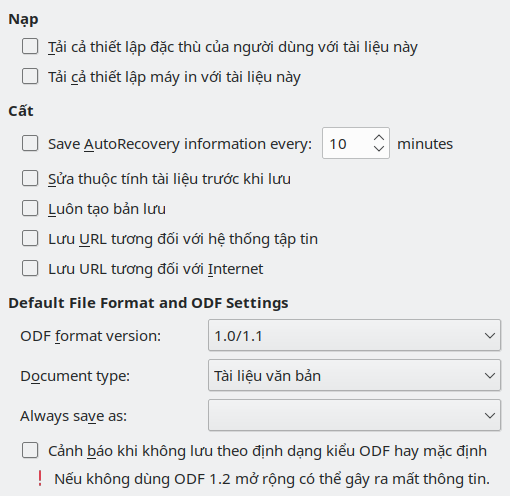 Nạp
Tải cả thiết lập đặc thù của người dùng với tài liệu này
Tải cả thiết lập máy in với tài liệu này
Cất
Save AutoRecovery information every: 10 minutes
Sửa thuộc tính tài liệu trước khi lưu
Luôn tạo bản lưu
Lưu URL tương đối với hệ thống tập tin
Lưu URL tương đối với Internet
Default File Format and ODF Settings
ODF format version: 1.0/1.1
Document type: Tài liệu văn bản
Always save as:
Cảnh báo khi không lưu theo định dạng kiểu ODF hay mặc định
! Nếu không dùng ODF 1.2 mở rộng có thể gây ra mất thông tin.